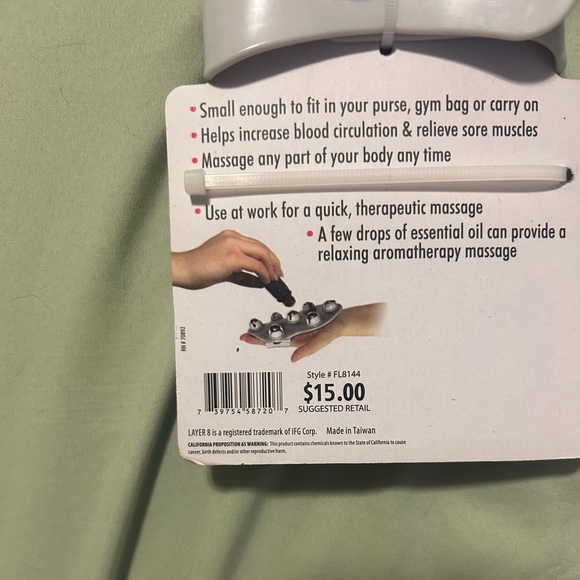 • Small enough to fit in your purse, gym bag or carry on
• Helps increase blood circulation & relieve sore muscles
• Massage any part of your body any time
• Use at work for a quick, therapeutic massage
• A few drops of essential oil can provide a
relaxing aromatherapy massage
RN # 70892
Style # FL8144
$15.00
SUGGESTED RETAIL
7 39754 58720 7
LAYER 8 is a registered trademark of IFG Corp. Made in Taiwan
CALIFORNIA PROPOSITION 65 WARNING: This product contains chemicals known to the State of California to cause
cancer, birth defects and/or other reproductive harm.